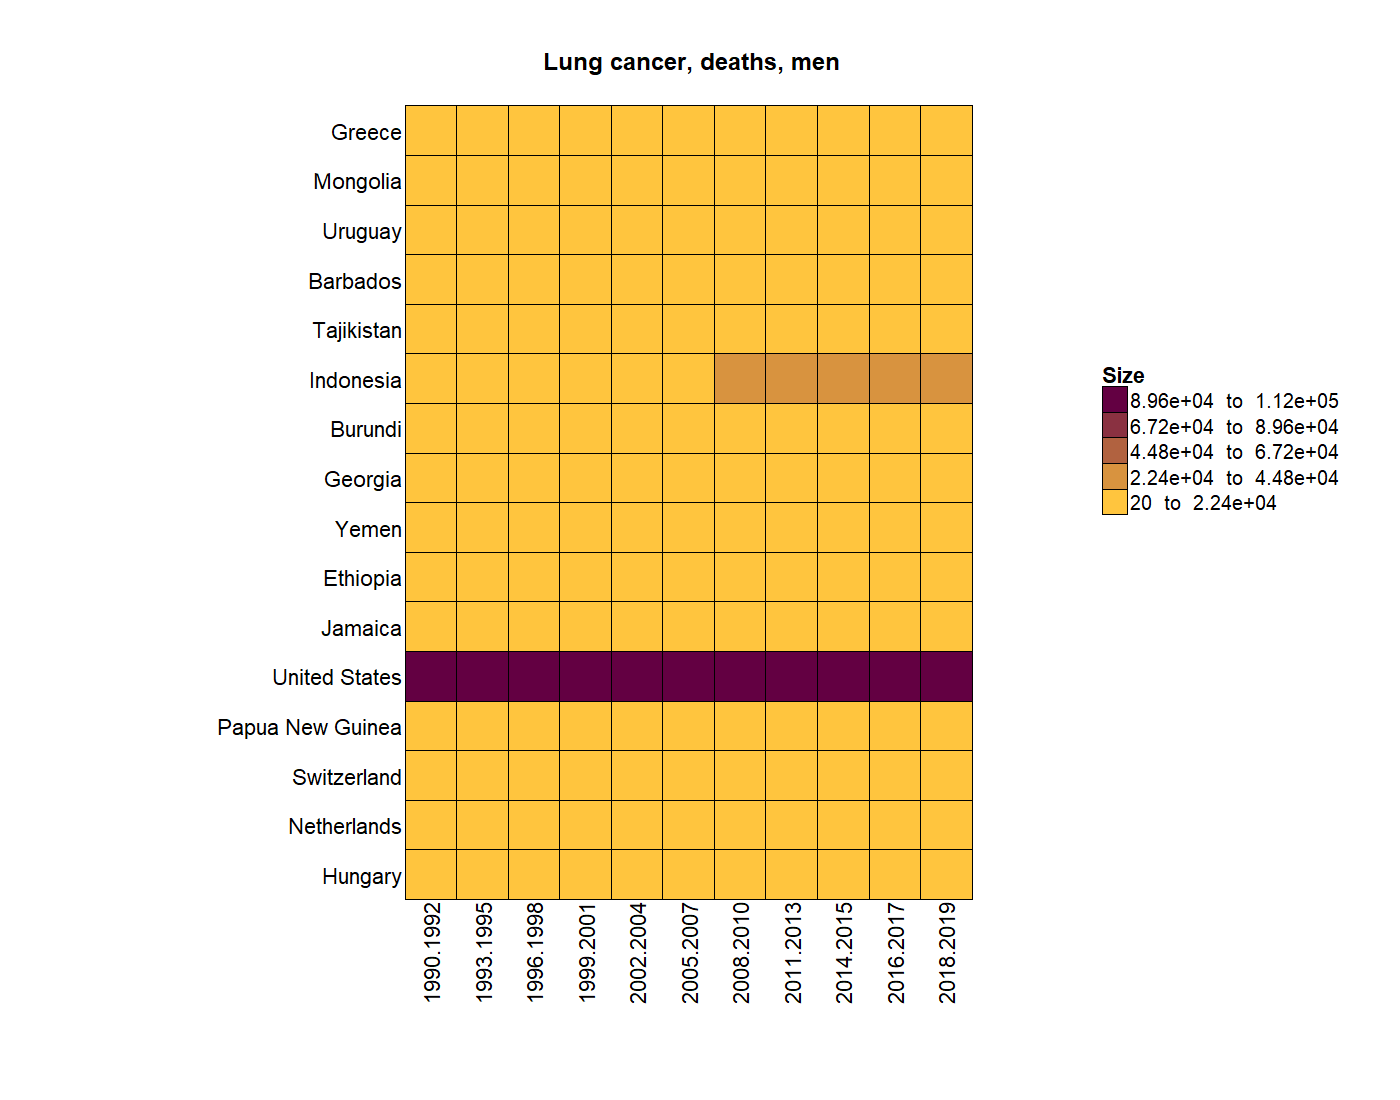 Lung cancer, deaths, men
Greece
Mongolia
Uruguay
Barbados
Tajikistan
Indonesia
Burundi
Georgia
Yemen
Ethiopia
Jamaica
United States
Papua New Guinea
Switzerland
Netherlands
Hungary
1990.1992
1993.1995
1996.1998
1999.2001
2002.2004
2005.2007
2008.2010
2011.2013
2014.2015
2016.2017
2018.2019
Size
8.96e+04 to 1.12e+05
6.72e+04 to 8.96e+04
4.48e+04 to 6.72e+04
2.24e+04 to 4.48e+04
20 to 2.24e+04